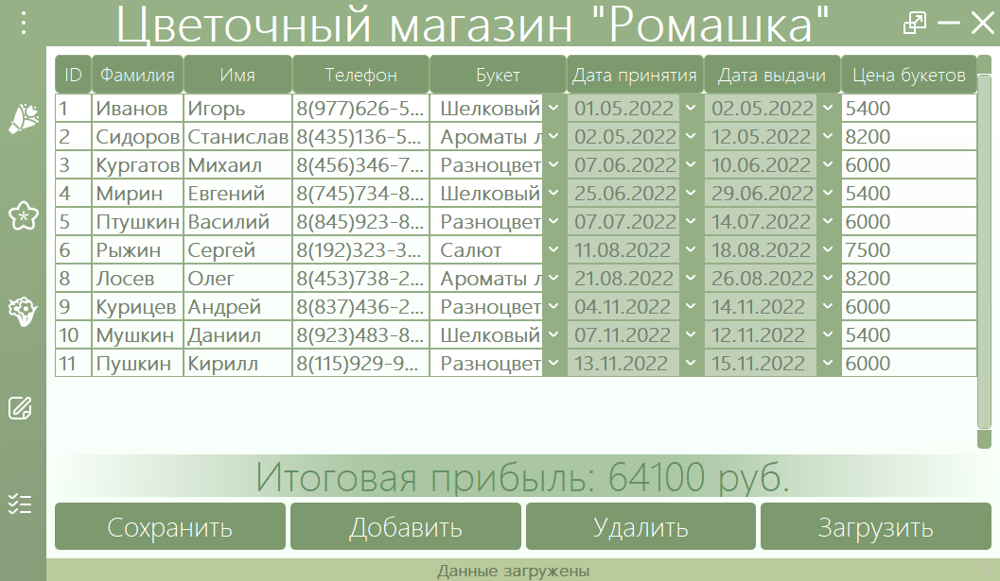 Цветочный магазин "Ромашка"
ID Фамилия Имя Телефон Букет Дата принятия Дата выдачи Цена букетов
1 Иванов Игорь 8(977)626-5... Шелковый 01.05.2022 02.05.2022 5400
2 Сидоров Станислав 8(435)136-5... Ароматы л 02.05.2022 12.05.2022 8200
3 Кургатов Михаил 8(456)346-7... Разноцвет 07.06.2022 10.06.2022 6000
4 Мирин Евгений 8(745)734-8... Шелковый 25.06.2022 29.06.2022 5400
5 Птушкин Василий 8(845)923-8... Разноцвет 07.07.2022 14.07.2022 6000
6 Рыжин Сергей 8(192)323-3... Салют 11.08.2022 18.08.2022 7500
8 Лосев Олег 8(453)738-2... Ароматы л 21.08.2022 26.08.2022 8200
9 Курицев Андрей 8(837)436-2... Разноцвет 04.11.2022 14.11.2022 6000
10 Мушкин Даниил 8(923)483-8... Шелковый 07.11.2022 12.11.2022 5400
11 Пушкин Кирилл 8(115)929-9... Разноцвет 13.11.2022 15.11.2022 6000
Итоговая прибыль: 64100 руб.
Сохранить Добавить Удалить Загрузить
Данные загружены